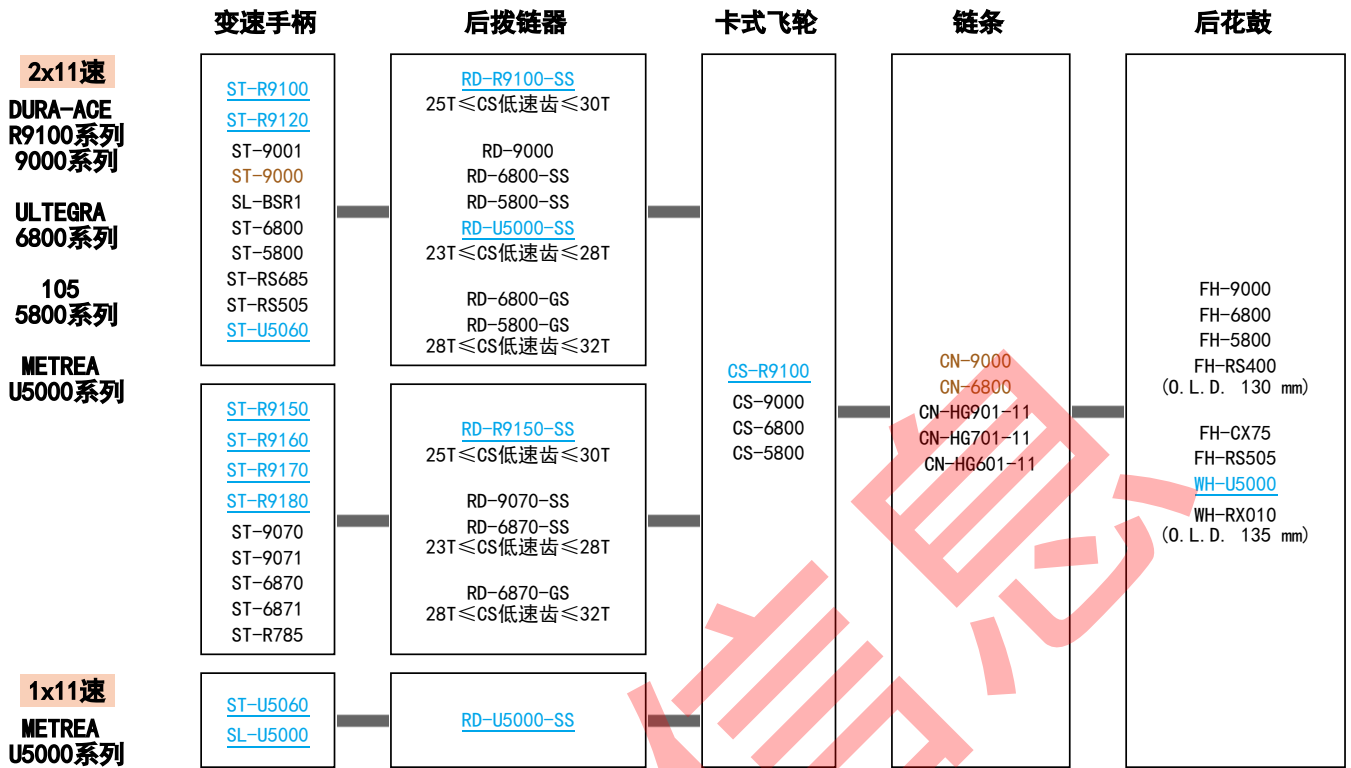 变速手柄
后拨链器
卡式飞轮
链条
后花鼓
2x11速
DURA-ACE
R9100系列
9000系列
ULTEGRA
6800系列
105
5800系列
METREA
U5000系列
ST-R9100
ST-R9120
ST-9001
ST-9000
SL-BSR1
ST-6800
ST-5800
ST-RS685
ST-RS505
ST-U5060
RD-R9100-SS
25T≤CS低速齿≤30T
RD-9000
RD-6800-SS
RD-5800-SS
RD-U5000-SS
23T≤CS低速齿≤28T
RD-6800-GS
RD-5800-GS
28T≤CS低速齿≤32T
ST-R9150
ST-R9160
ST-R9170
ST-R9180
ST-9070
ST-9071
ST-6870
ST-6871
ST-R785
RD-R9150-SS
25T≤CS低速齿≤30T
RD-9070-SS
RD-6870-SS
23T≤CS低速齿≤28T
RD-6870-GS
28T≤CS低速齿≤32T
1x11速
METREA
U5000系列
ST-U5060
SL-U5000
RD-U5000-SS
CS-R9100
CS-9000
CS-6800
CS-5800
CN-9000
CN-6800
CN-HG901-11
CN-HG701-11
CN-HG601-11
FH-9000
FH-6800
FH-5800
FH-RS400
(O.L.D. 130 mm)
FH-CX75
FH-RS505
WH-U5000
WH-RX010
(O.L.D. 135 mm)
信息